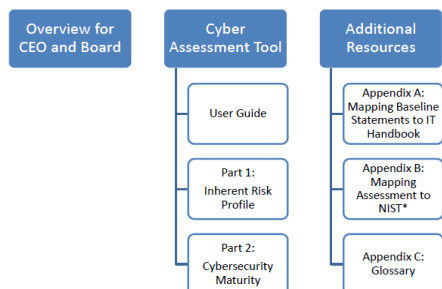 Overview for
CEO and Board
Cyber
Assessment Tool
User Guide
Part 1:
Inherent Risk
Profile
Part 2:
Cybersecurity
Maturity
Additional
Resources
Appendix A:
Mapping Baseline
Statements to IT
Handbook
Appendix B:
Mapping
Assessment to
NIST*
Appendix C:
Glossary